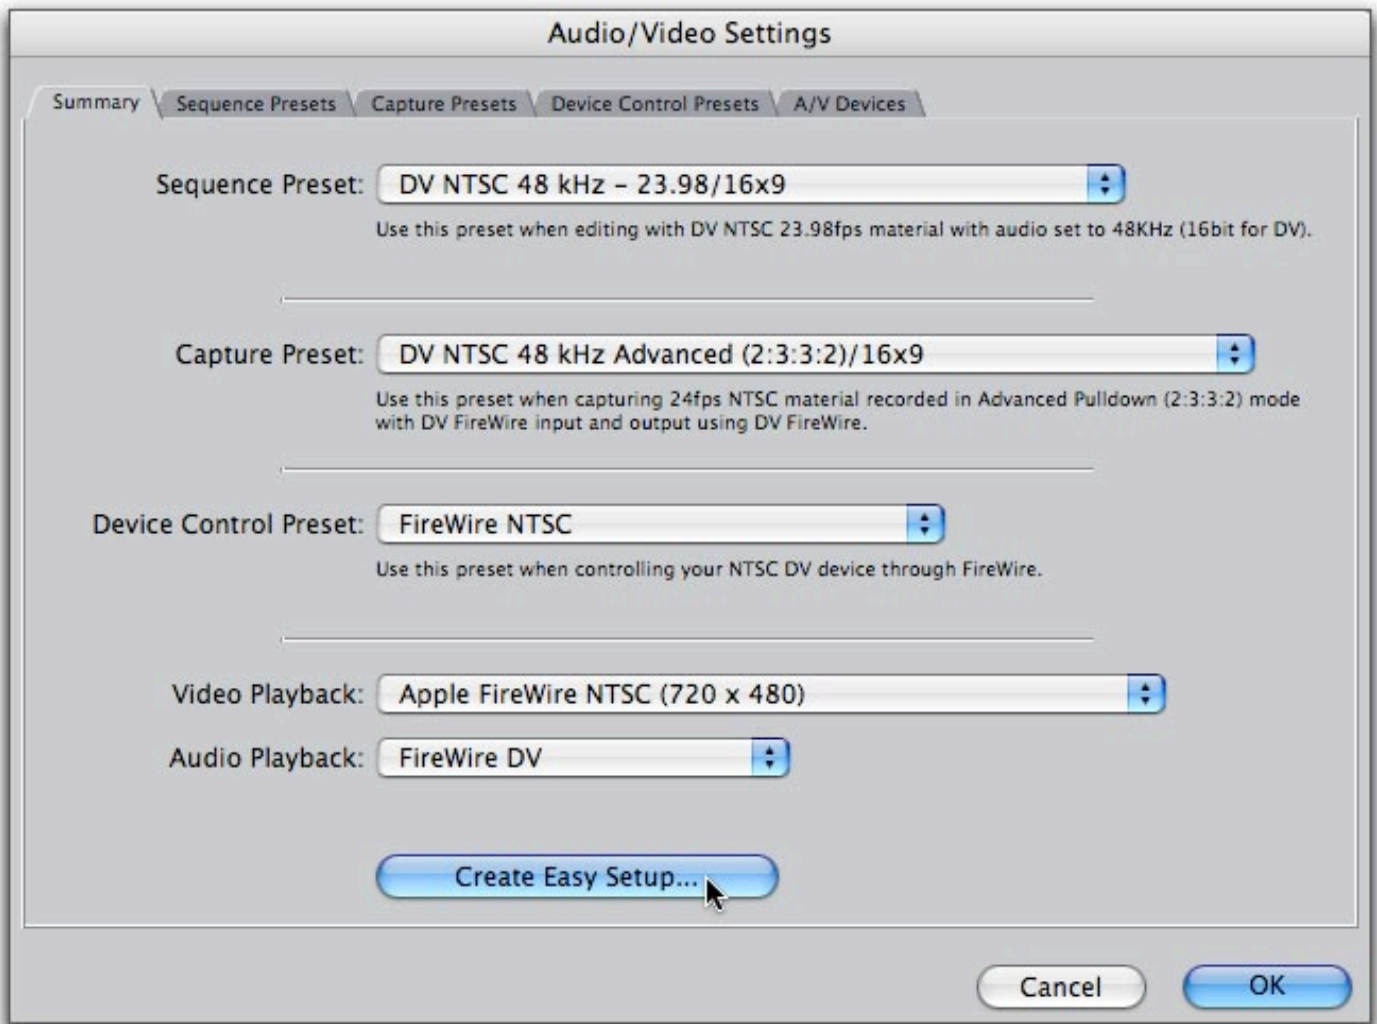 Audio/Video Settings
Summary
Sequence Presets
Capture Presets
Device Control Presets
A/V Devices
Sequence Preset: DV NTSC 48 kHz – 23.98/16x9
Use this preset when editing with DV NTSC 23.98fps material with audio set to 48KHz (16bit for DV).
Capture Preset: DV NTSC 48 kHz Advanced (2:3:3:2)/16x9
Use this preset when capturing 24fps NTSC material recorded in Advanced Pulldown (2:3:3:2) mode
with DV FireWire input and output using DV FireWire.
Device Control Preset: FireWire NTSC
Use this preset when controlling your NTSC DV device through FireWire.
Video Playback: Apple FireWire NTSC (720 x 480)
Audio Playback: FireWire DV
Create Easy Setup...
Cancel
OK